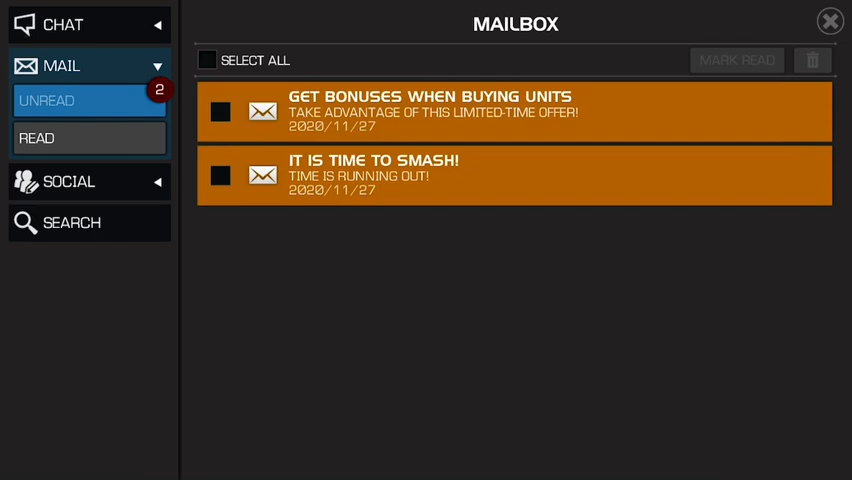 CHAT
MAIL
2
UNREAD
READ
SOCIAL
SEARCH
MAILBOX
SELECT ALL
MARK READ
GET BONUSES WHEN BUYING UNITS
TAKE ADVANTAGE OF THIS LIMITED-TIME OFFER!
2020/11/27
IT IS TIME TO SMASH!
TIME IS RUNNING OUT!
2020/11/27